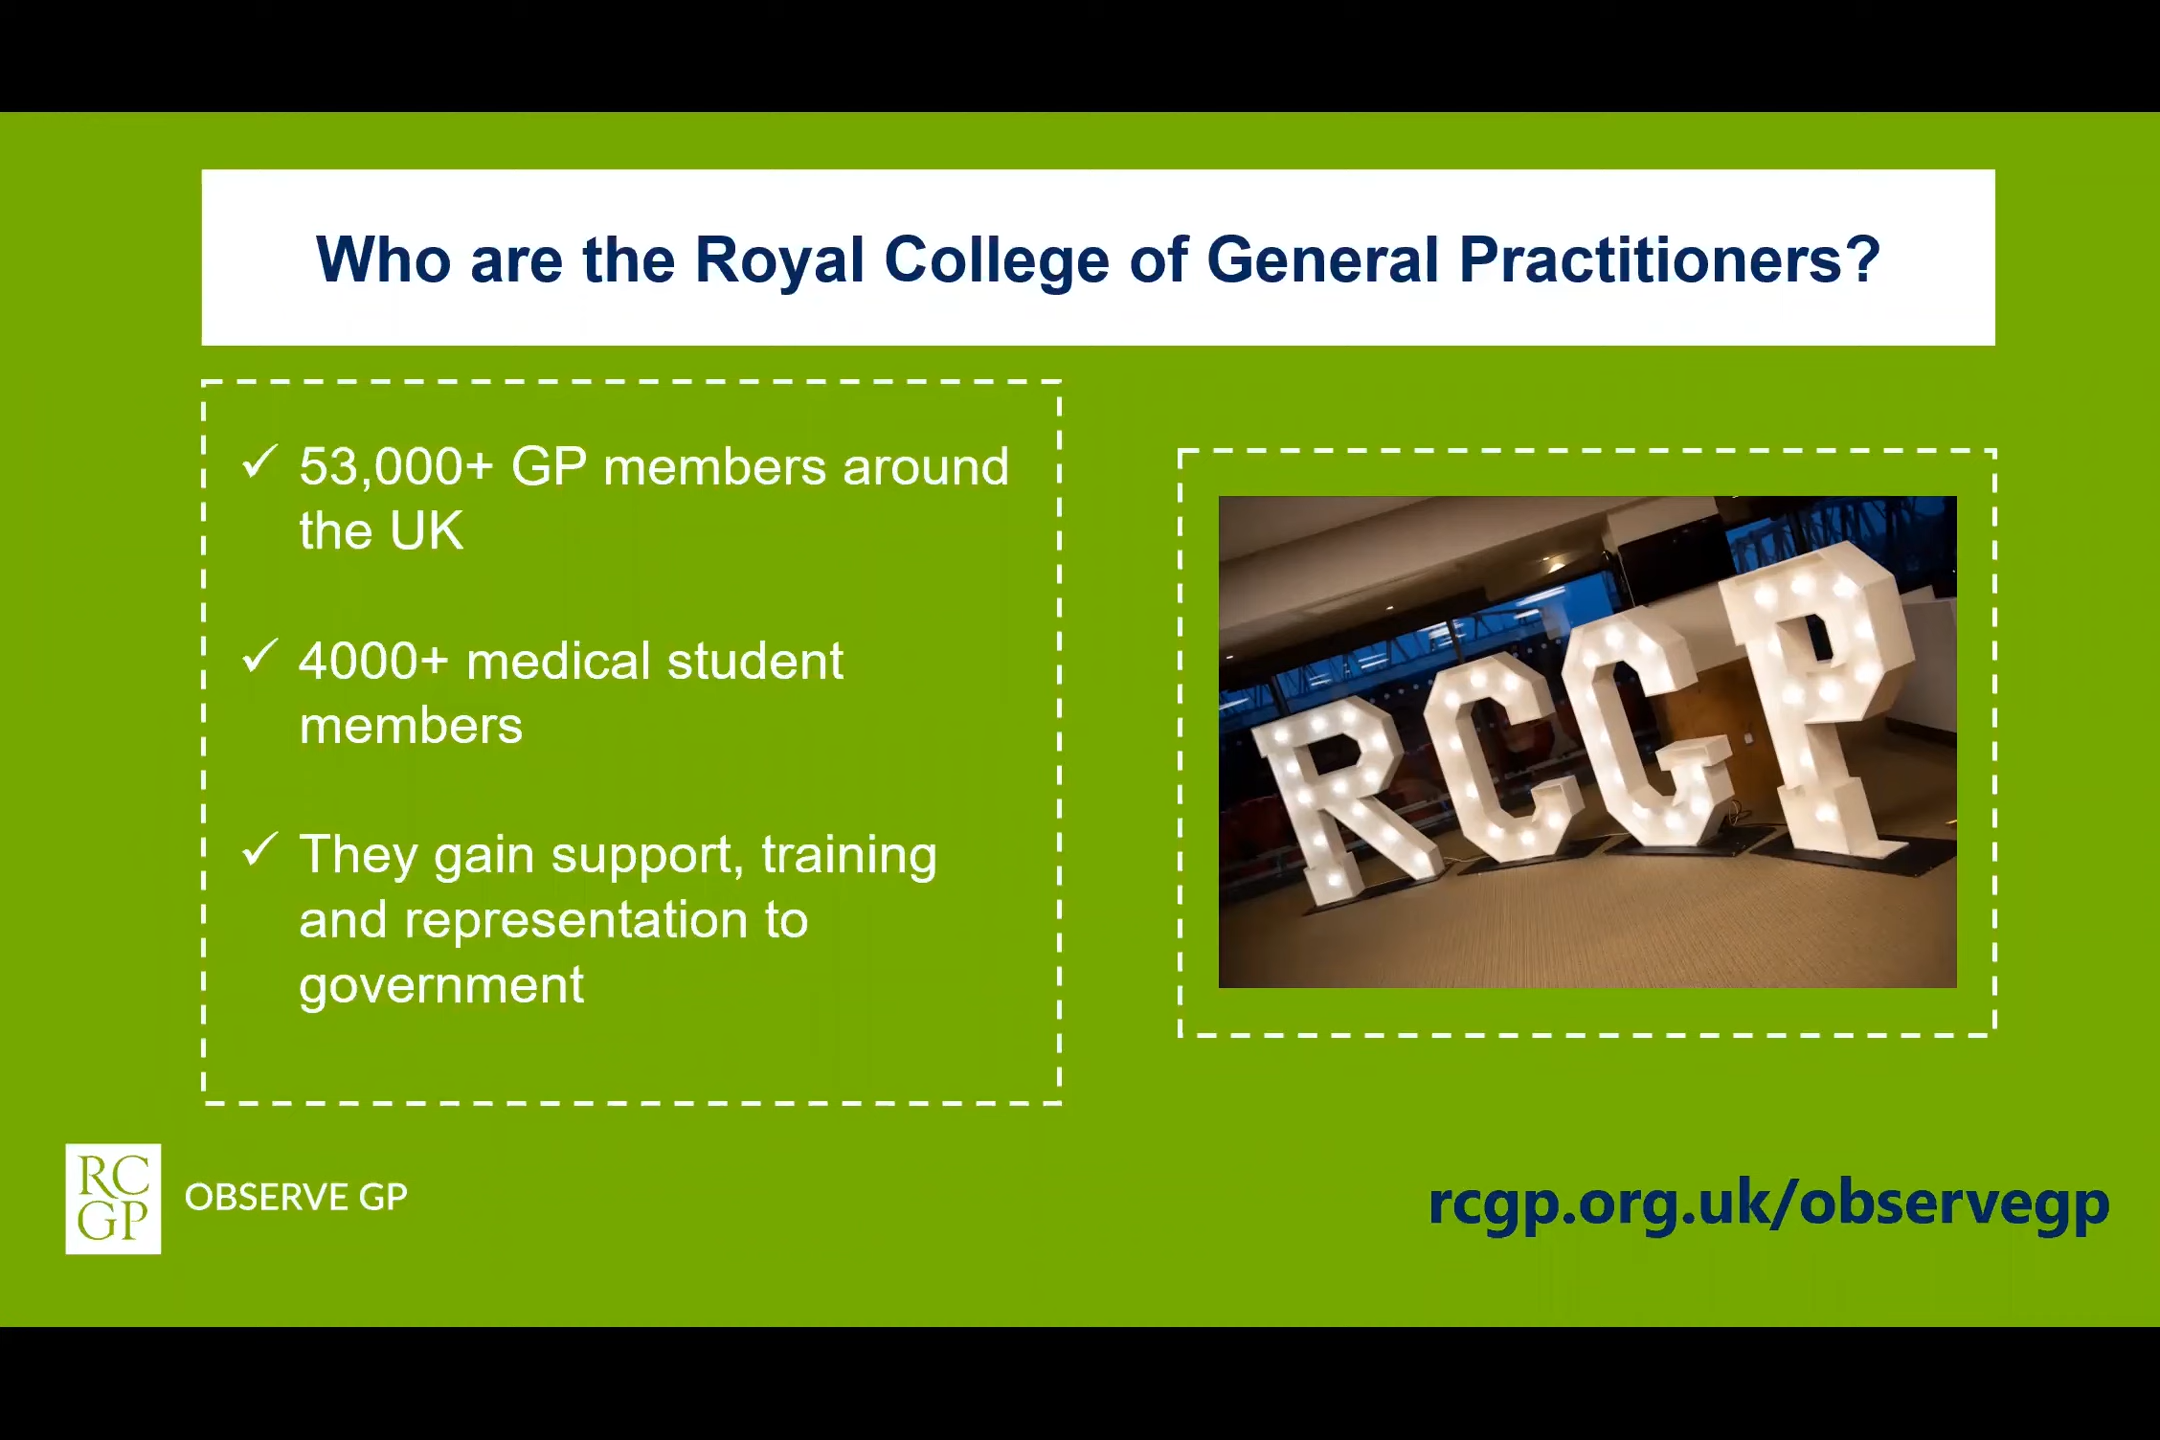 Who are the Royal College of General Practitioners?
✓ 53,000+ GP members around
the UK
✓ 4000+ medical student
members
✓ They gain support, training
and representation to
government
RCGP
RC
GP
OBSERVE GP
rcgp.org.uk/observegp